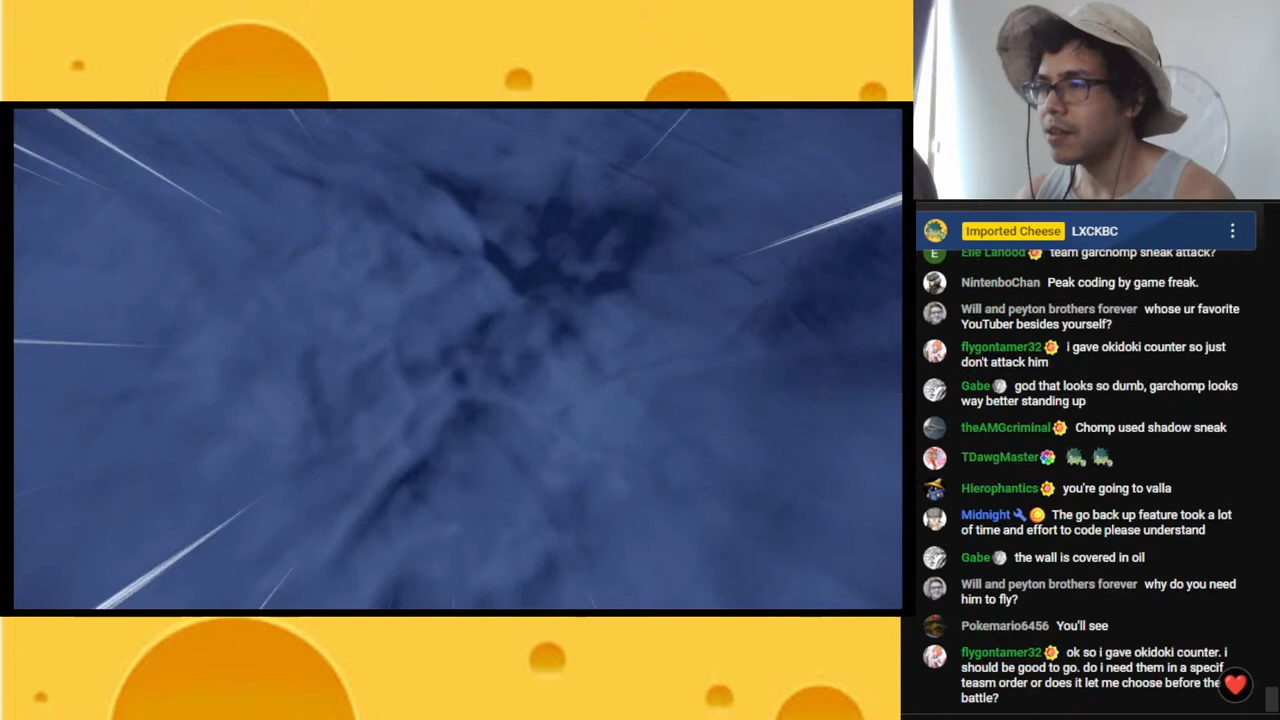 Imported Cheese LXCKBC
Elie Lahood team garchomp sneak attack?
NintenboChan Peak coding by game freak.
Will and peyton brothers forever whose ur favorite
YouTuber besides yourself?
flygontamer32 i gave okidoki counter so just
don't attack him
Gabe god that looks so dumb, garchomp looks
way better standing up
theAMGcriminal Chomp used shadow sneak
TDawgMaster
Hlerophantics you're going to valla
Midnight The go back up feature took a lot
of time and effort to code please understand
Gabe the wall is covered in oil
Will and peyton brothers forever why do you need
him to fly?
Pokemario6456 You'll see
flygontamer32 ok so i gave okidoki counter. i
should be good to go. do i need them in a specif
teasm order or does it let me choose before the
battle?